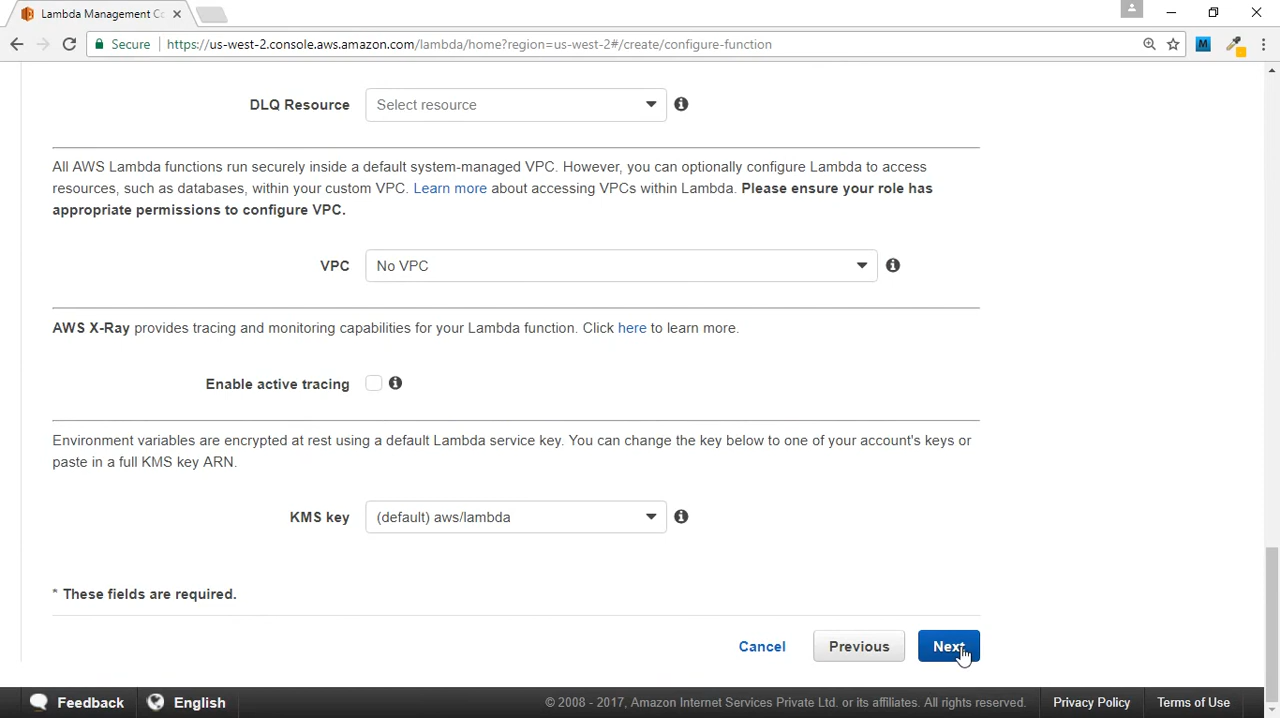 Lambda Management Co
Secure https://us-west-2.console.aws.amazon.com/lambda/home?region=us-west-2#/create/configure-function
DLQ Resource Select resource
All AWS Lambda functions run securely inside a default system-managed VPC. However, you can optionally configure Lambda to access
resources, such as databases, within your custom VPC. Learn more about accessing VPCs within Lambda. Please ensure your role has
appropriate permissions to configure VPC.
VPC No VPC
AWS X-Ray provides tracing and monitoring capabilities for your Lambda function. Click here to learn more.
Enable active tracing
Environment variables are encrypted at rest using a default Lambda service key. You can change the key below to one of your account's keys or
paste in a full KMS key ARN.
KMS key (default) aws/lambda
* These fields are required.
Cancel Previous Next
Feedback English © 2008 - 2017, Amazon Internet Services Private Ltd. or its affiliates. All rights reserved. Privacy Policy Terms of Use